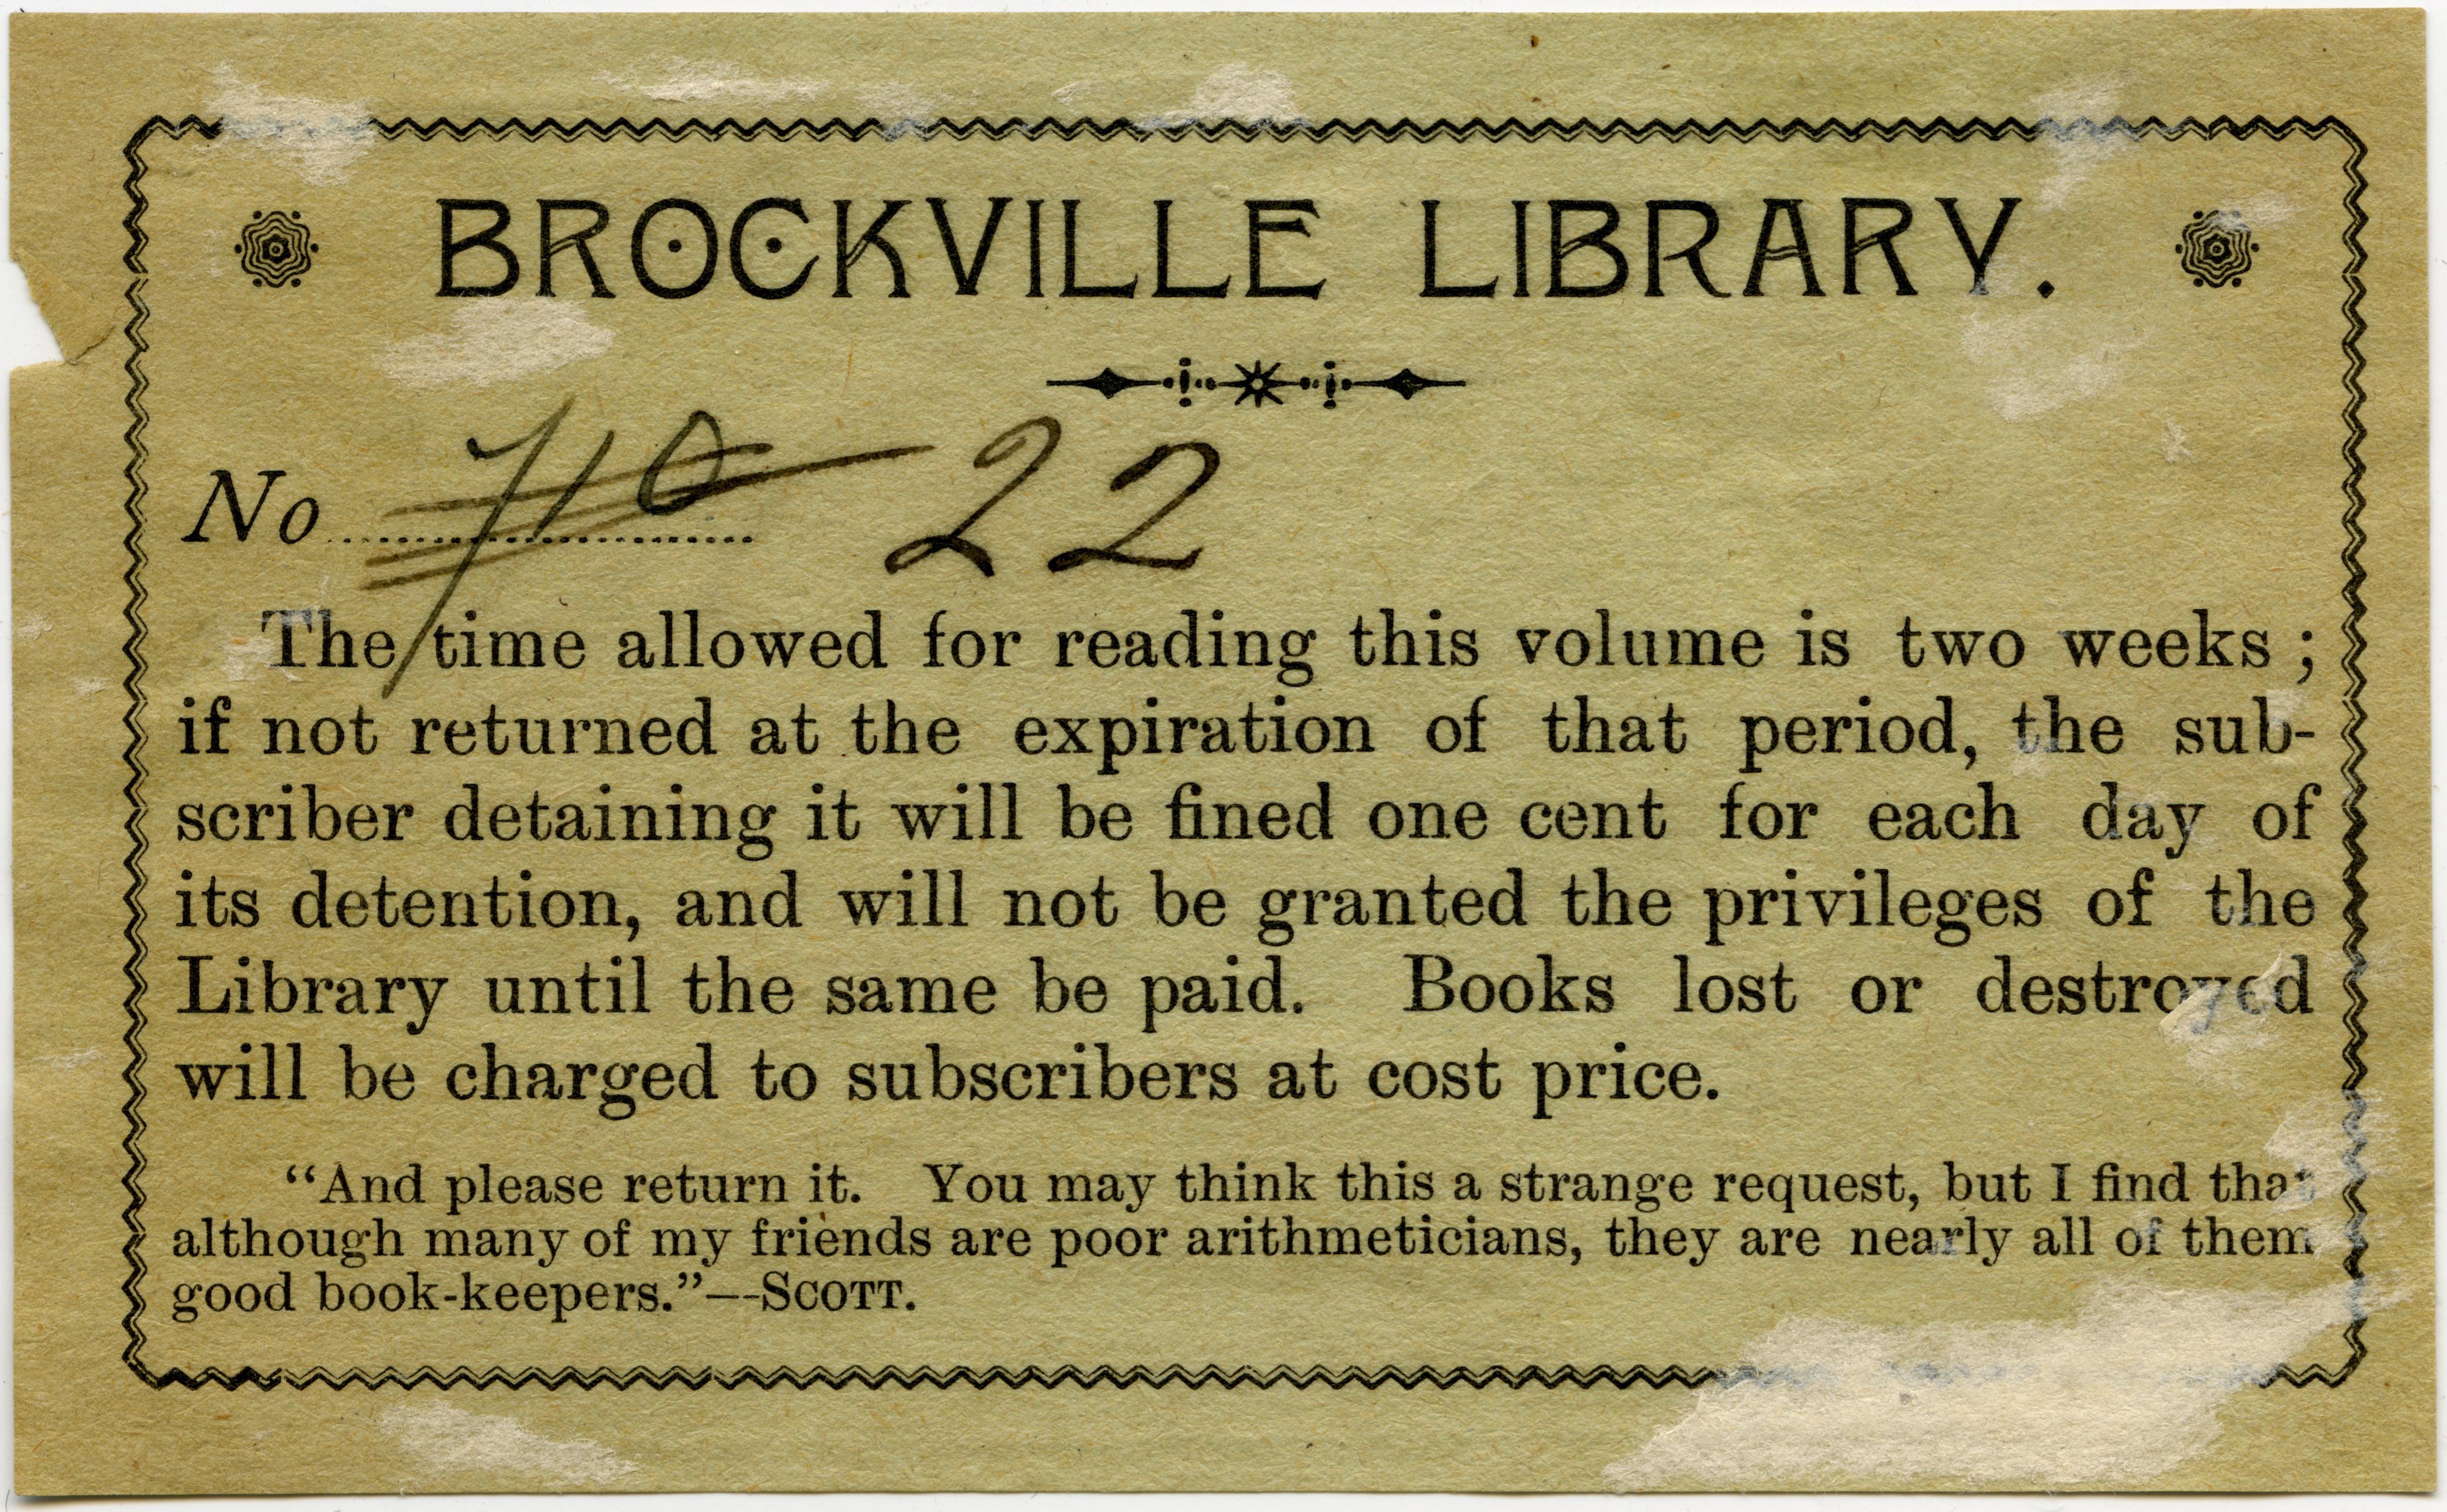 BROCKVILLE LIBRARY.
No 710 22
The time allowed for reading this volume is two weeks ;
if not returned at the expiration of that period, the sub-
scriber detaining it will be fined one cent for each day of
its detention, and will not be granted the privileges of the
Library until the same be paid. Books lost or destroyed
will be charged to subscribers at cost price.
“And please return it. You may think this a strange request, but I find that
although many of my friends are poor arithmeticians, they are nearly all of them
good book-keepers.”—-SCOTT.